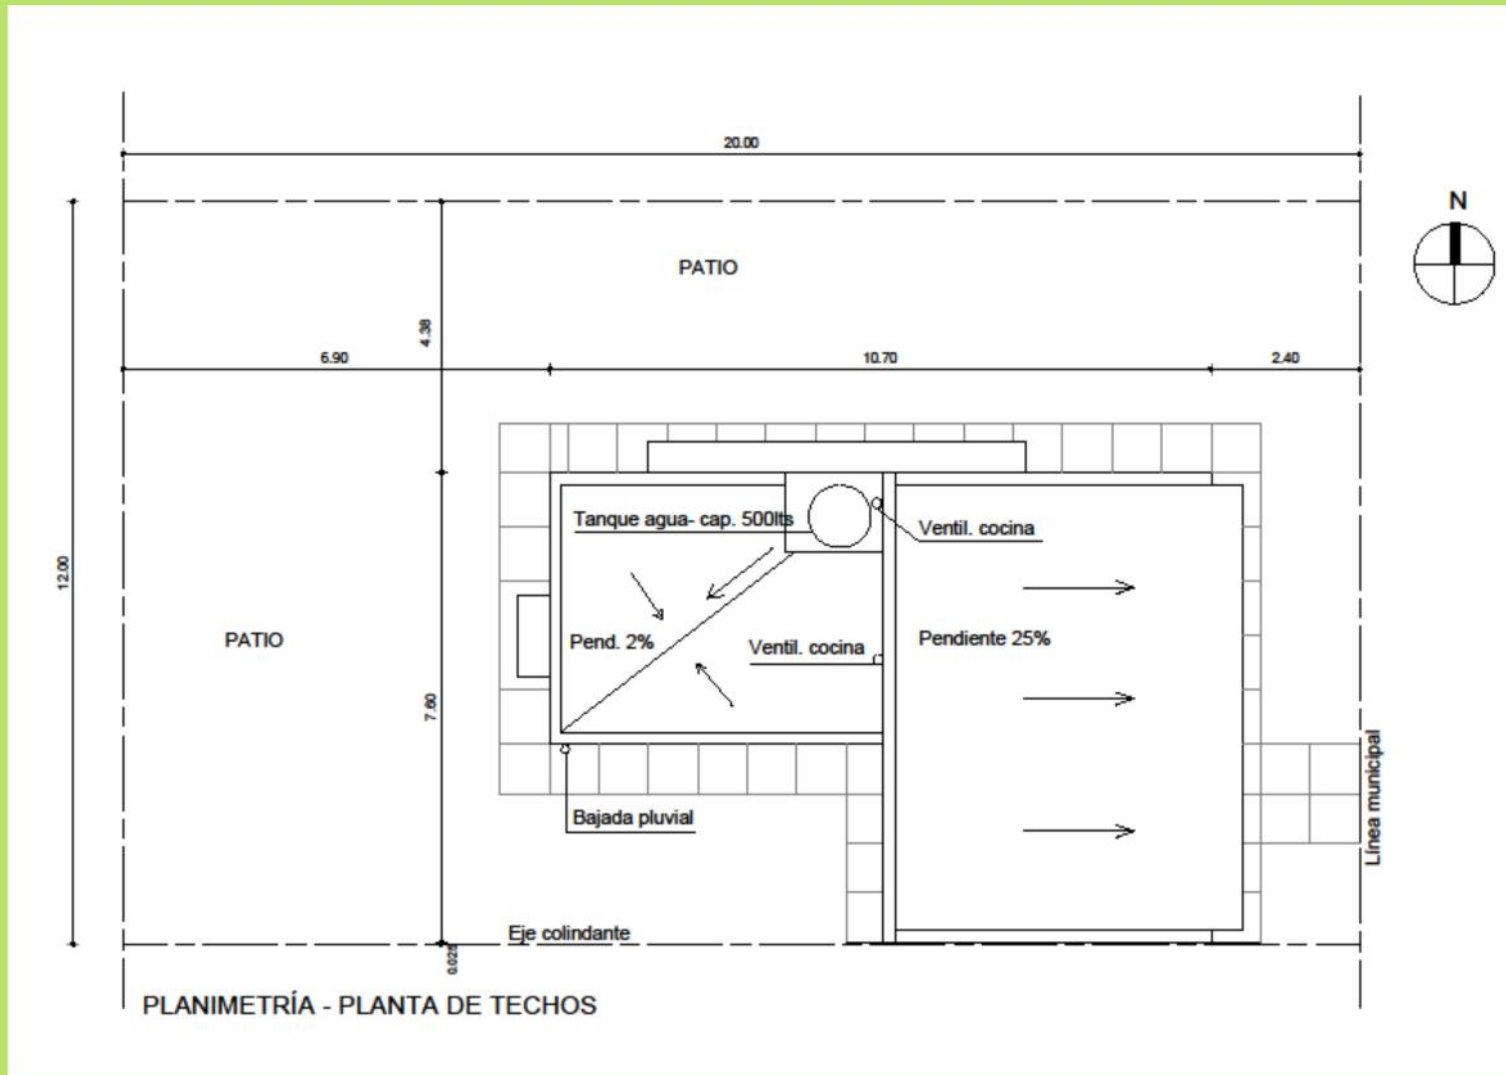 20.00
N
PATIO
4.38
6.90
10.70
2.40
Tanque agua- cap. 500lts
Ventil. cocina
12.00
PATIO
Pend. 2%
Ventil. cocina
Pendiente 25%
7.60
Línea municipal
Bajada pluvial
Eje colindante
0.025
PLANIMETRÍA - PLANTA DE TECHOS